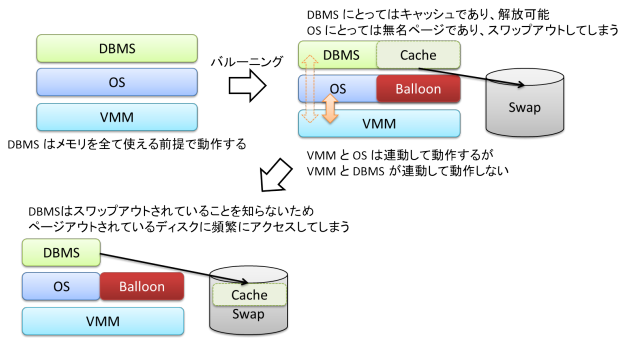 DBMS
OS
VMM
DBMS はメモリを全て使える前提で動作する
バルーニング
DBMS にとってはキャッシュであり、解放可能
OS にとっては無名ページであり、スワップアウトしてしまう
DBMS Cache
OS Balloon
VMM
Swap
VMM と OS は連動して動作するが
VMM と DBMS が連動して動作しない
DBMSはスワップアウトされていることを知らないため
ページアウトされているディスクに頻繁にアクセスしてしまう
DBMS
OS Balloon
VMM
Cache
Swap